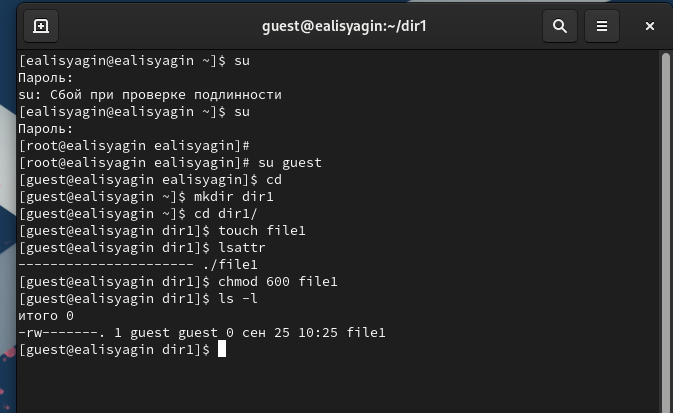 guest@ealisyagin:~/dir1
[ealisyagin@ealisyagin ~]$ su
Пароль:
su: Сбой при проверке подлинности
[ealisyagin@ealisyagin ~]$ su
Пароль:
[root@ealisyagin ealisyagin]#
[root@ealisyagin ealisyagin]# su guest
[guest@ealisyagin ealisyagin]$ cd
[guest@ealisyagin ~]$ mkdir dir1
[guest@ealisyagin ~]$ cd dir1/
[guest@ealisyagin dir1]$ touch file1
[guest@ealisyagin dir1]$ lsattr
---------------------- ./file1
[guest@ealisyagin dir1]$ chmod 600 file1
[guest@ealisyagin dir1]$ ls -l
итого 0
-rw-------. 1 guest guest 0 сен 25 10:25 file1
[guest@ealisyagin dir1]$